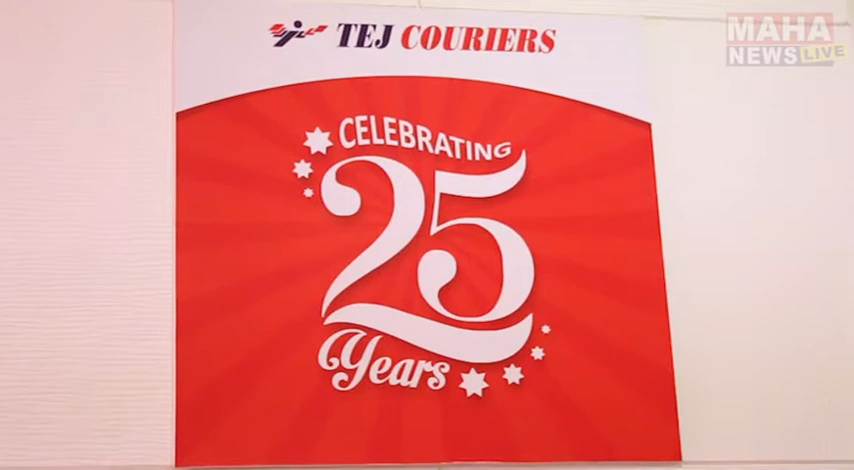 TEJ COURIERS
MAHA
NEWS LIVE
CELEBRATING
25
Years